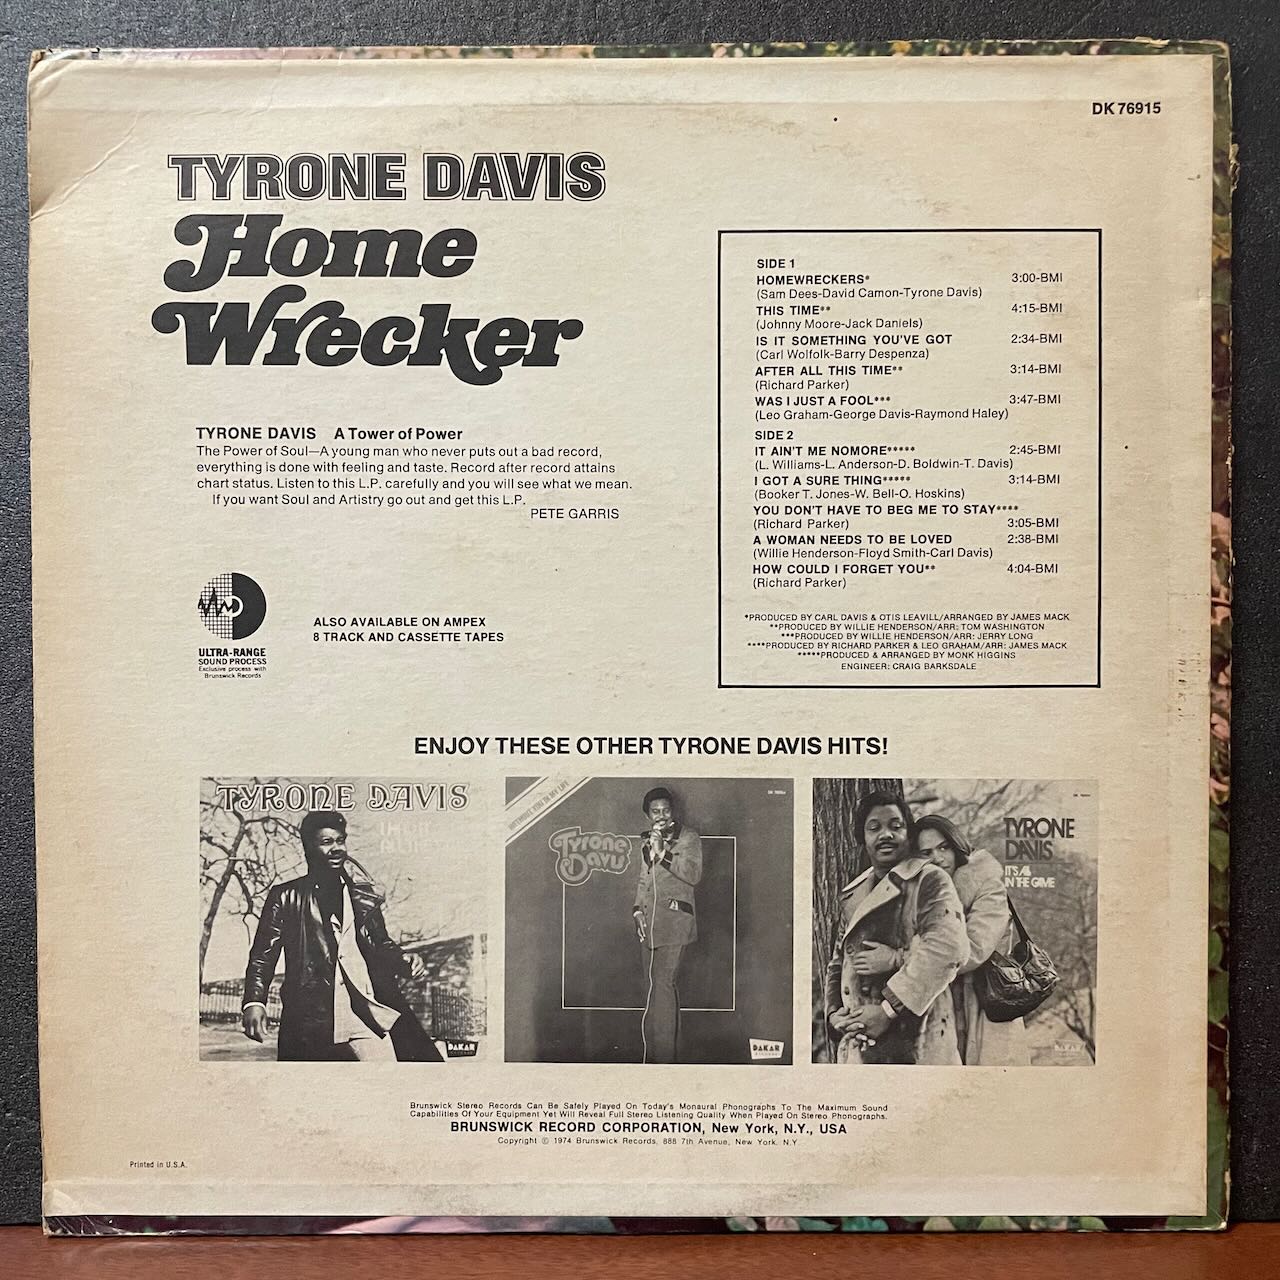 DK 76915
TYRONE DAVIS
Home
Wrecker
TYRONE DAVIS A Tower of Power
The Power of Soul—A young man who never puts out a bad record,
everything is done with feeling and taste. Record after record attains
chart status. Listen to this L.P. carefully and you will see what we mean.
If you want Soul and Artistry go out and get this L.P.
PETE GARRIS
ULTRA-RANGE
SOUND PROCESS
Exclusive process with
Brunswick Records
ALSO AVAILABLE ON AMPEX
8 TRACK AND CASSETTE TAPES
SIDE 1
HOMEWRECKERS* 3:00-BMI
(Sam Dees-David Camon-Tyrone Davis)
THIS TIME** 4:15-BMI
(Johnny Moore-Jack Daniels)
IS IT SOMETHING YOU'VE GOT 2:34-BMI
(Carl Wolfolk-Barry Despenza)
AFTER ALL THIS TIME** 3:14-BMI
(Richard Parker)
WAS I JUST A FOOL*** 3:47-BMI
(Leo Graham-George Davis-Raymond Haley)
SIDE 2
IT AIN'T ME NOMORE***** 2:45-BMI
(L. Williams-L. Anderson-D. Boldwin-T. Davis)
I GOT A SURE THING***** 3:14-BMI
(Booker T. Jones-W. Bell-O. Hoskins)
YOU DON'T HAVE TO BEG ME TO STAY****
(Richard Parker) 3:05-BMI
A WOMAN NEEDS TO BE LOVED 2:38-BMI
(Willie Henderson-Floyd Smith-Carl Davis)
HOW COULD I FORGET YOU** 4:04-BMI
(Richard Parker)
*PRODUCED BY CARL DAVIS & OTIS LEAVILL/ARRANGED BY JAMES MACK
**PRODUCED BY WILLIE HENDERSON/ARR: TOM WASHINGTON
***PRODUCED BY WILLIE HENDERSON/ARR: JERRY LONG
****PRODUCED BY RICHARD PARKER & LEO GRAHAM/ARR: JAMES MACK
*****PRODUCED & ARRANGED BY MONK HIGGINS
ENGINEER: CRAIG BARKSDALE
ENJOY THESE OTHER TYRONE DAVIS HITS!
TYRONE DAVIS
DAKAR
WITHOUT YOU IN MY LIFE
Tyrone
Davis
DAKAR
TYRONE
DAVIS
IT'S ALL
IN THE GAME
DAKAR
Brunswick Stereo Records Can Be Safely Played On Today's Monaural Phonographs To The Maximum Sound
Capabilities Of Your Equipment Yet Will Reveal Full Stereo Listening Quality When Played On Stereo Phonographs.
BRUNSWICK RECORD CORPORATION, New York, N.Y., USA
Copyright © 1974 Brunswick Records, 888 7th Avenue, New York, N.Y.
Printed in U.S.A.